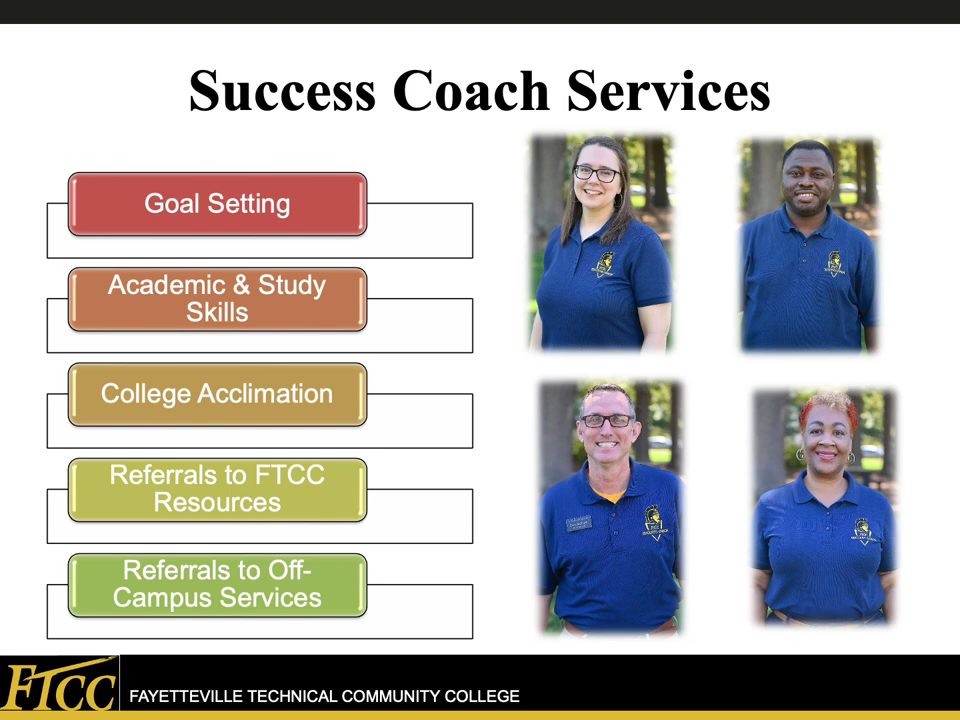 Success Coach Services
Goal Setting
Academic & Study
Skills
College Acclimation
Referrals to FTCC
Resources
Referrals to Off-
Campus Services
FTCC
FAYETTEVILLE TECHNICAL COMMUNITY COLLEGE